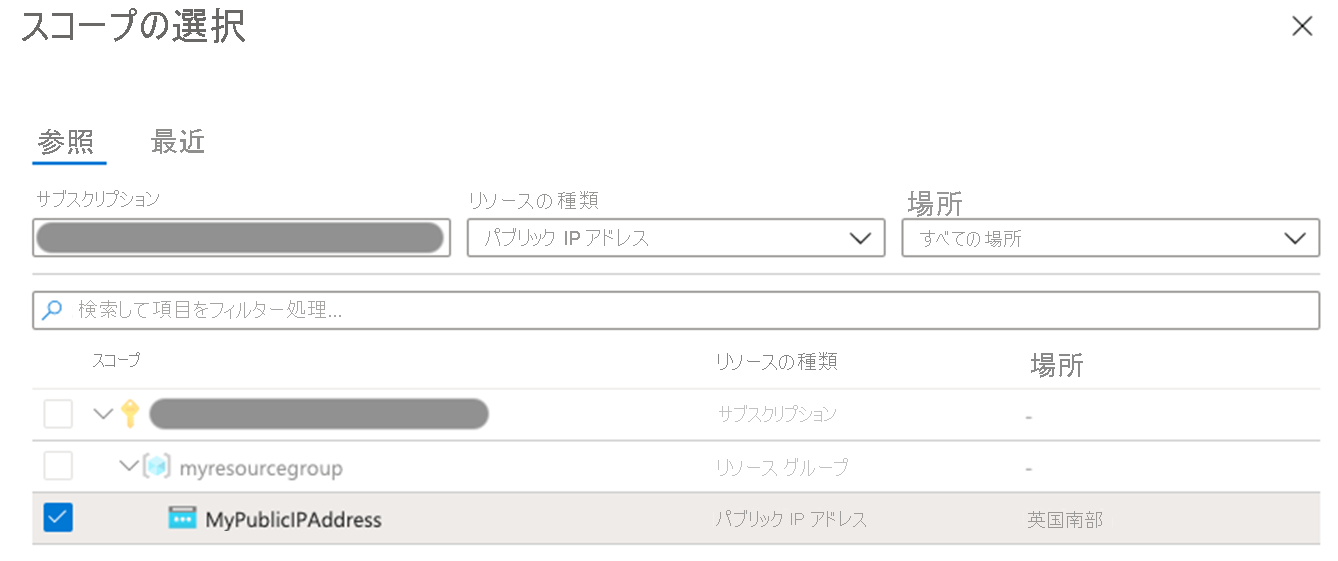 スコープの選択
参照 最近
サブスクリプション リソースの種類 場所
パブリック IP アドレス すべての場所
検索して項目をフィルター処理...
スコープ リソースの種類 場所
サブスクリプション -
myresourcegroup リソース グループ -
MyPublicIPAddress パブリック IP アドレス 英国南部